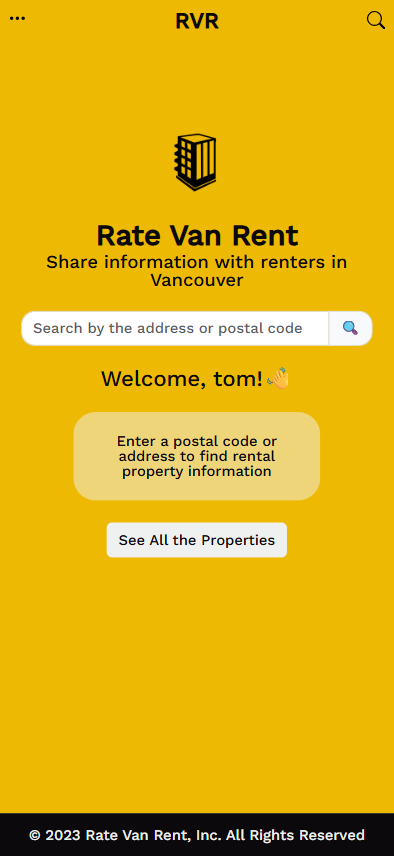 RVR
Rate Van Rent
Share information with renters in
Vancouver
Search by the address or postal code
Welcome, tom!👋
Enter a postal code or
address to find rental
property information
See All the Properties
© 2023 Rate Van Rent, Inc. All Rights Reserved